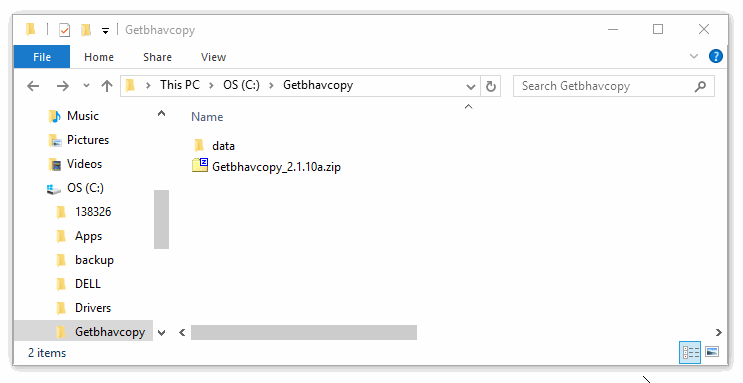 Getbhavcopy
File Home Share View
This PC OS (C:) Getbhavcopy Search Getbhavcopy
Music
Pictures
Videos
OS (C:)
138326
Apps
backup
DELL
Drivers
Getbhavcopy
Name
data
Getbhavcopy_2.1.10a.zip
2 items